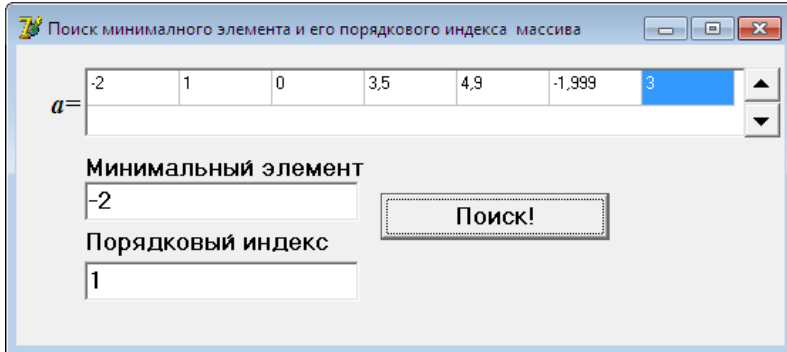 Поиск минималного элемента и его порядкового индекса массива
a= -2 1 0 3,5 4,9 -1,999 3
Минимальный элемент
-2
Поиск!
Порядковый индекс
1